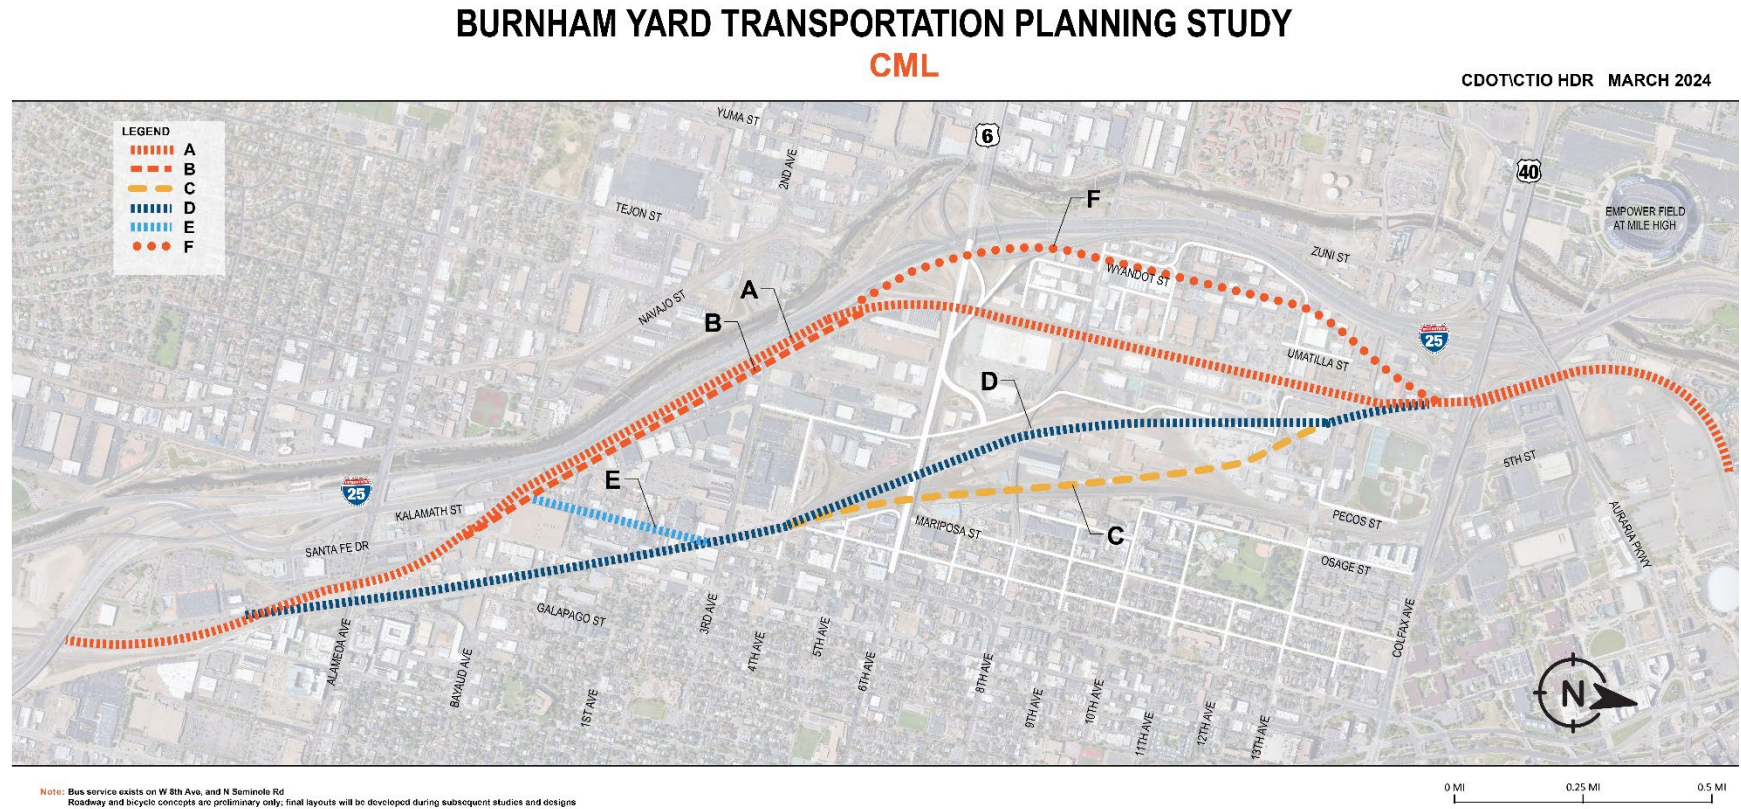 BURNHAM YARD TRANSPORTATION PLANNING STUDY
CML
CDOT\CTIO HDR MARCH 2024
LEGEND
A
B
C
D
E
F
YUMA ST
2ND AVE
6
40
TEJON ST
F
EMPOWER FIELD
AT MILE HIGH
ZUNI ST
WYANDOT ST
NAVAJO ST
A
B
25
UMATILLA ST
D
5TH ST
E
25
KALAMATH ST
MARIPOSA ST
C
PECOS ST
AURARIA PKWY
SANTA FE DR
OSAGE ST
GALAPAGO ST
3RD AVE
COLFAX AVE
ALAMEDA AVE
BAYAUD AVE
4TH AVE
5TH AVE
6TH AVE
8TH AVE
1ST AVE
9TH AVE
10TH AVE
11TH AVE
12TH AVE
13TH AVE
N
Note: Bus service exists on W 8th Ave, and N Seminole Rd
Roadway and bicycle concepts are preliminary only; final layouts will be developed during subsequent studies and designs
0 MI 0.25 MI 0.5 MI